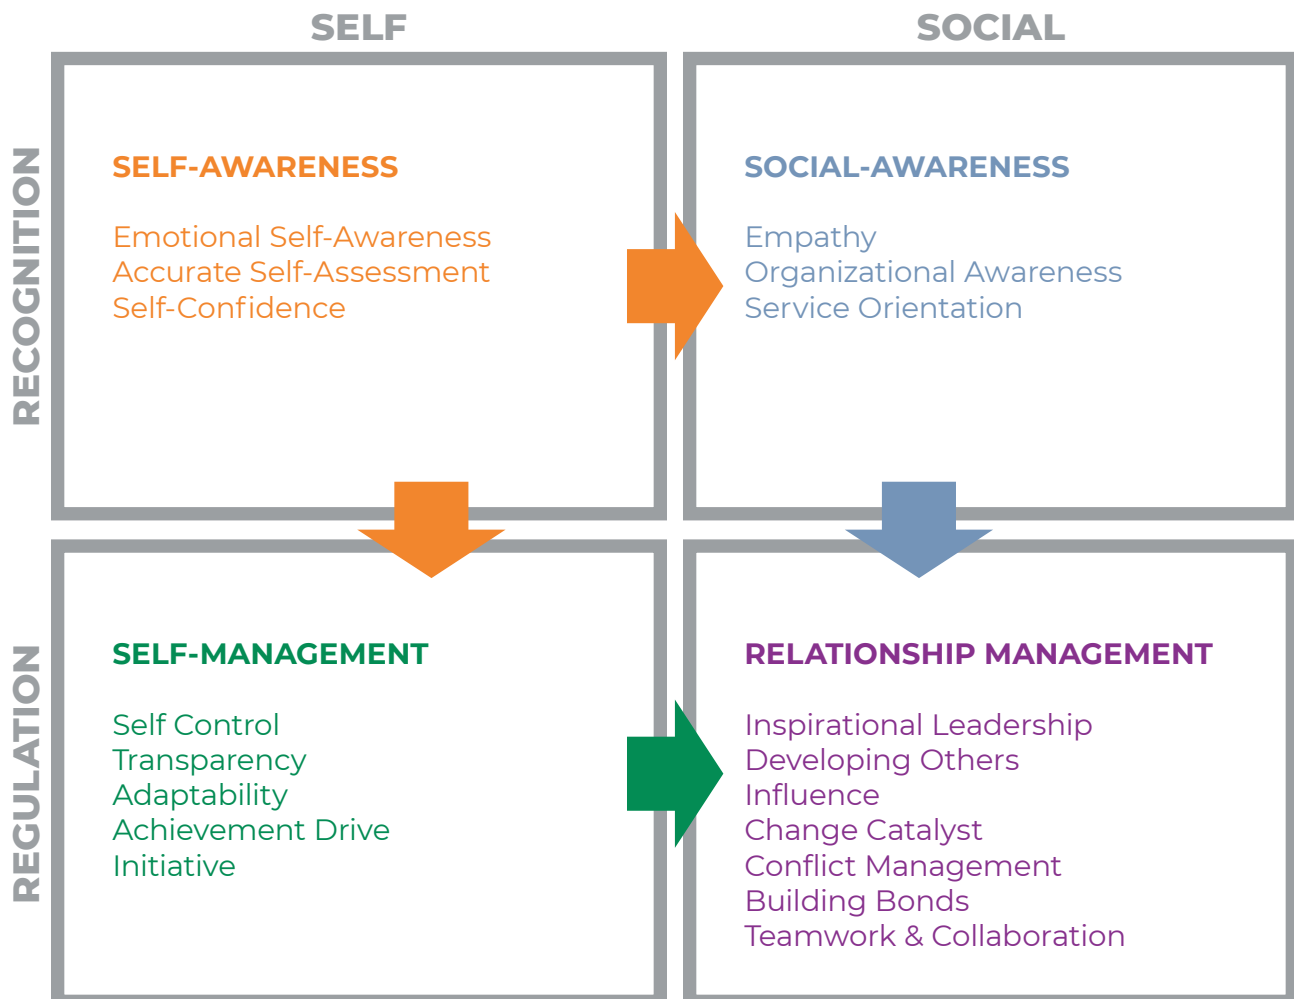 SELF
SOCIAL
RECOGNITION
SELF-AWARENESS
Emotional Self-Awareness
Accurate Self-Assessment
Self-Confidence
SOCIAL-AWARENESS
Empathy
Organizational Awareness
Service Orientation
REGULATION
SELF-MANAGEMENT
Self Control
Transparency
Adaptability
Achievement Drive
Initiative
RELATIONSHIP MANAGEMENT
Inspirational Leadership
Developing Others
Influence
Change Catalyst
Conflict Management
Building Bonds
Teamwork & Collaboration